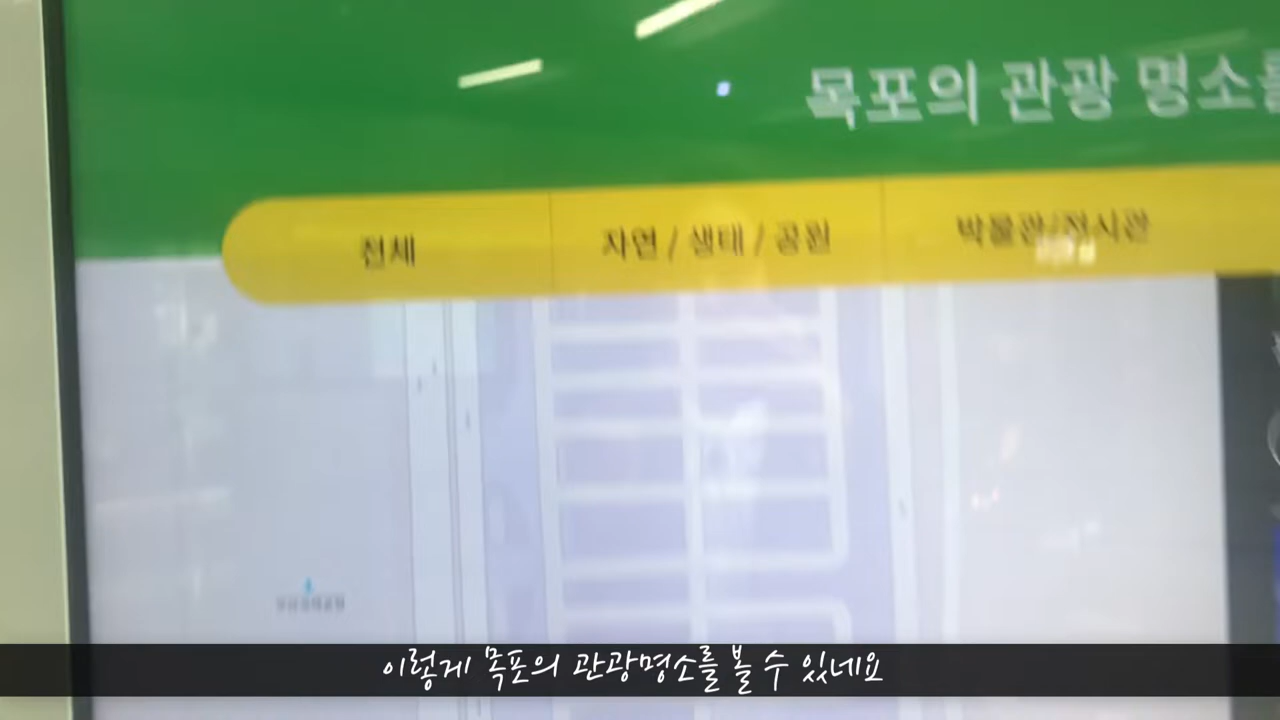 목포의 관광 명소를
전체
자연 / 생태 / 공원
박물관/전시관
이렇게 목포의 관광명소를 볼 수 있네요